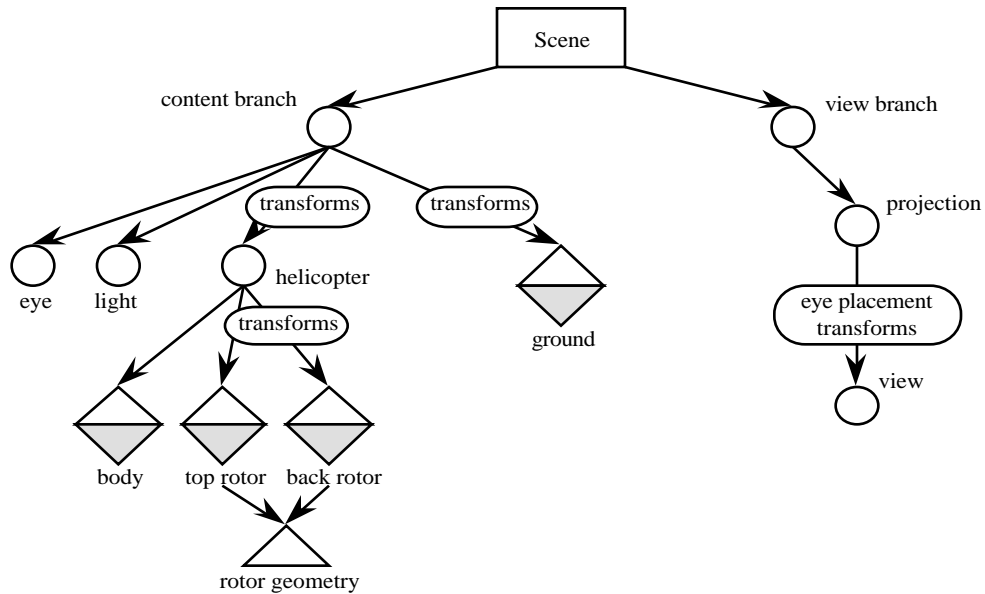 Scene
content branch
view branch
transforms
transforms
projection
helicopter
eye
light
eye placement
transforms
transforms
ground
view
body
top rotor
back rotor
rotor geometry